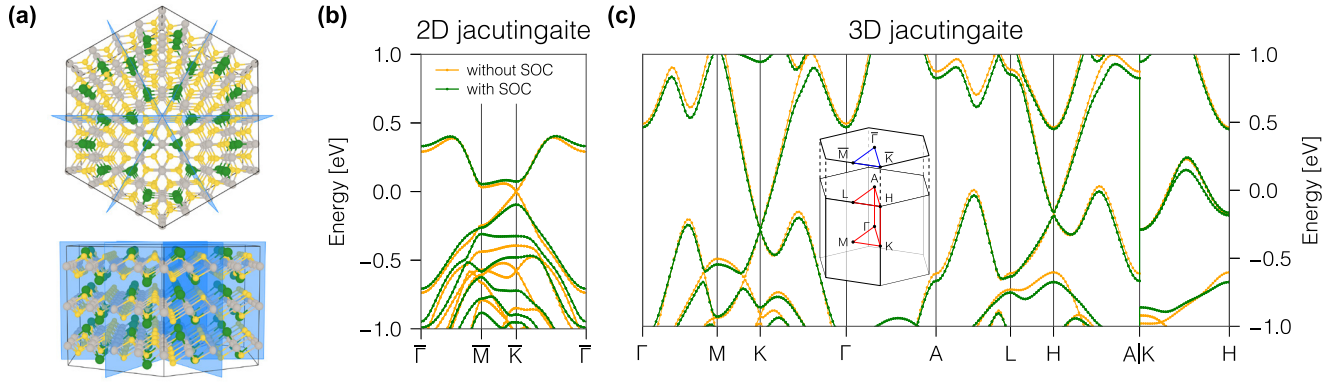 (a)
(b)
2D jacutingaite
Energy [eV]
1.0
0.5
0.0
−0.5
−1.0
without SOC
with SOC
Γ̅ M̅ K̅ Γ̅
(c)
3D jacutingaite
Γ̅
M̅ K̅
A
L H
Γ
M K
Γ M K Γ A L H A|K H
1.0
0.5
0.0
−0.5
−1.0
Energy [eV]